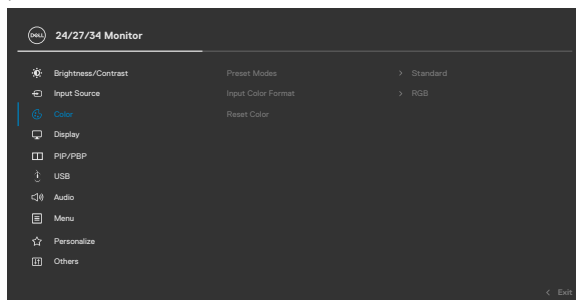 DELL 24/27/34 Monitor
Brightness/Contrast Preset Modes > Standard
Input Source Input Color Format > RGB
Color Reset Color
Display
PIP/PBP
USB
Audio
Menu
Personalize
Others
< Exit